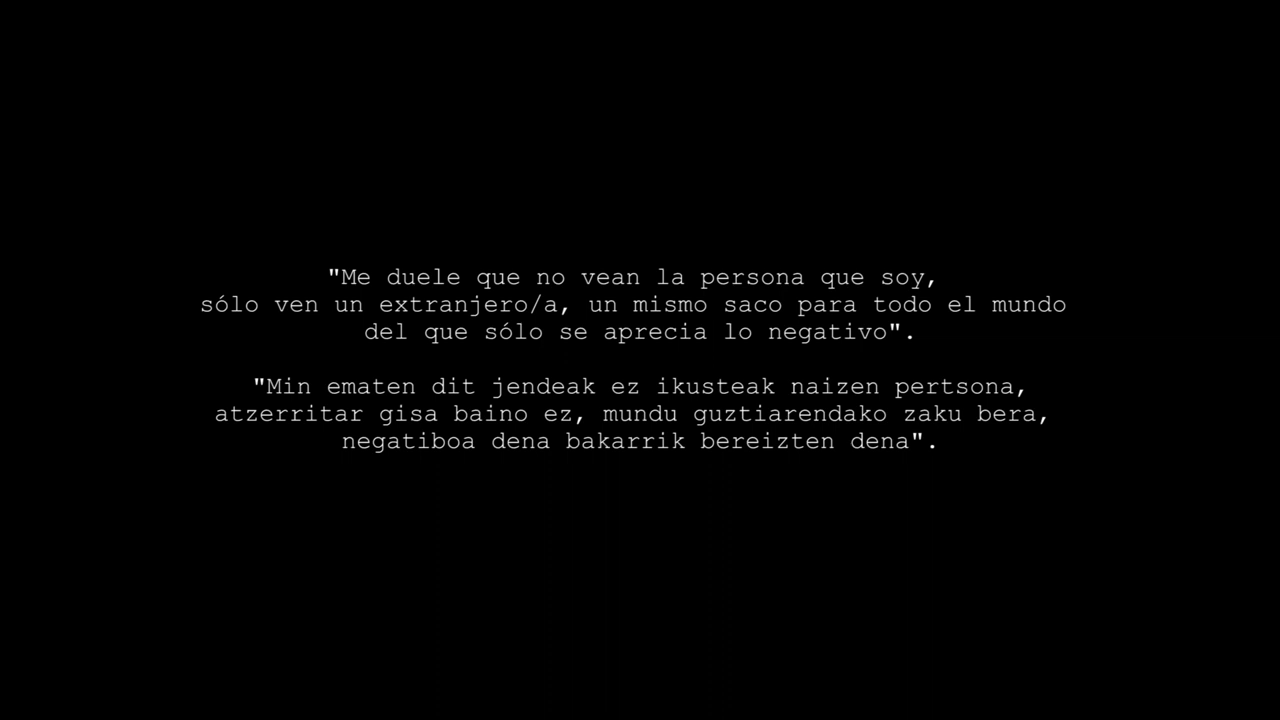 "Me duele que no vean la persona que soy,
sólo ven un extranjero/a, un mismo saco para todo el mundo
del que sólo se aprecia lo negativo".
"Min ematen dit jendeak ez ikusteak naizen pertsona,
atzerritar gisa baino ez, mundu guztiarendako zaku bera,
negatiboa dena bakarrik bereizten dena".